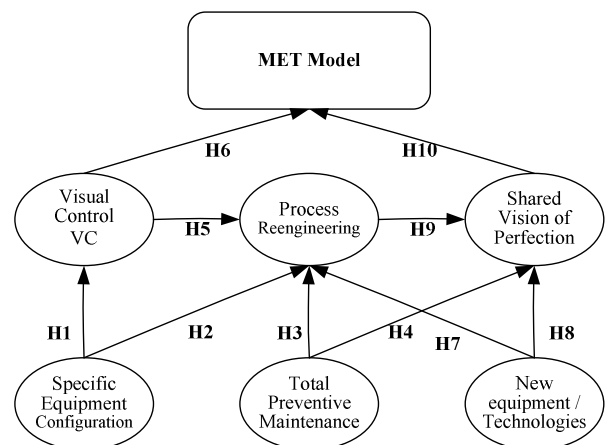 MET Model
H6
H10
Visual
Control
VC
H5
Process
Reengineering
H9
Shared
Vision of
Perfection
H1
H2
H3
H4
H7
H8
Specific
Equipment
Configuration
Total
Preventive
Maintenance
New
equipment /
Technologies